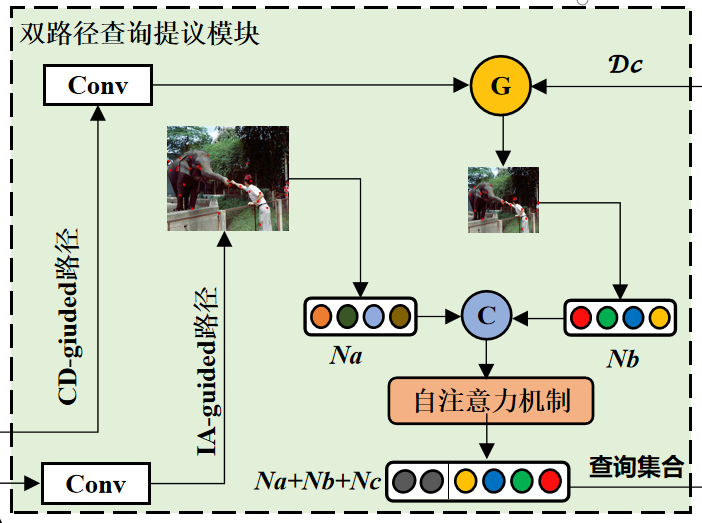 双路径查询提议模块
Conv
G
𝒟c
CD-giuded路径
IA-guided路径
Na
C
Nb
自注意力机制
Conv
Na+Nb+Nc
查询集合